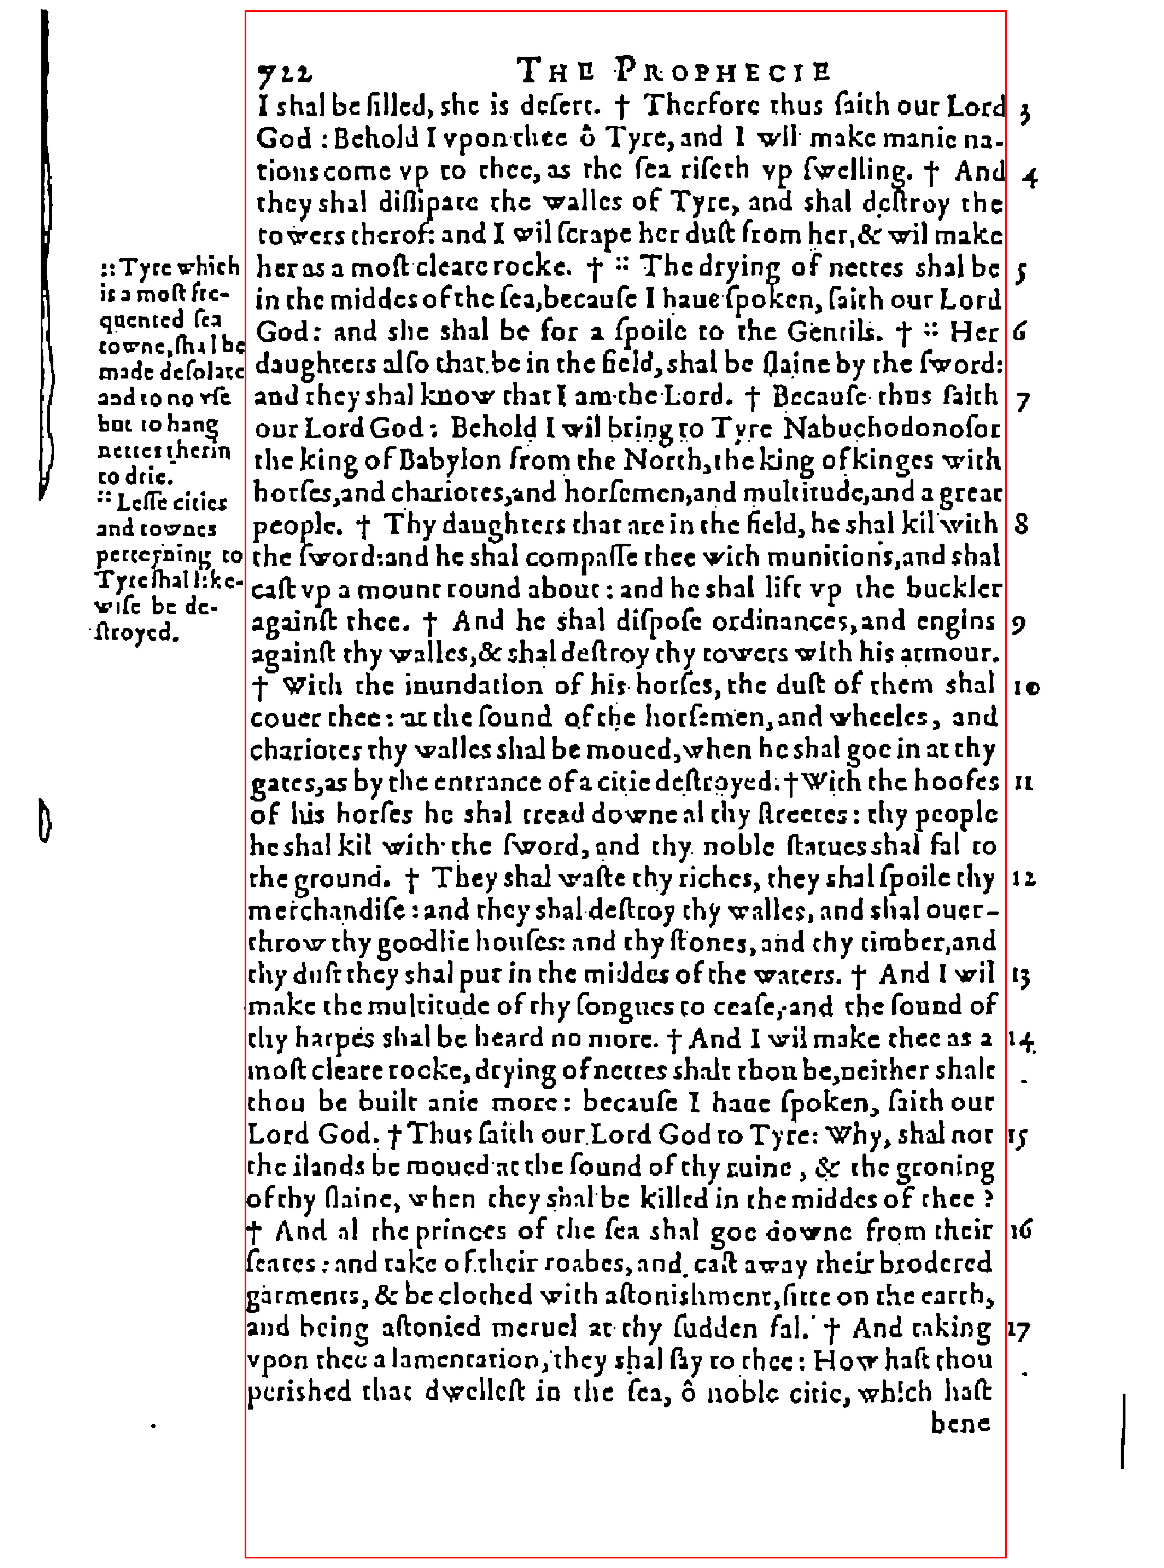 722 THE PROPHECIE
I shal be filled, she is desert. † Therfore thus ſaith our Lord 3
God : Behold I vpon thee ô Tyre, and I wil make manie na-
tions come vp to thee, as the ſea riſeth vp ſwelling. † And 4
they shal diſſipate the walles of Tyre, and shal deſtroy the
towers therof: and I wil ſcrape her duſt from her, & wil make
her as a moſt cleare rocke. † :: The drying of nettes shal be 5
in the middes of the ſea, becauſe I haue ſpoken, ſaith our Lord
God: and she shal be for a ſpoile to the Gentils. † :: Her 6
daughters alſo that be in the field, shal be ſlaine by the ſword:
and they shal know that I am the Lord. † Becauſe thus ſaith 7
our Lord God: Behold I wil bring to Tyre Nabuchodonoſor
the king of Babylon from the North, the king of kinges with
horſes, and chariotes, and horſemen, and multitude, and a great
people. † Thy daughters that are in the field, he shal kil with 8
the ſword: and he shal compaſſe thee with munitions, and shal
caſt vp a mount round about: and he shal lift vp the buckler
againſt thee. † And he shal diſpoſe ordinances, and engins 9
againſt thy walles, & shal deſtroy thy towers with his armour.
† With the inundation of his horſes, the duſt of them shal 10
couer thee: at the ſound of the horſemen, and wheeles, and
chariotes thy walles shal be moued, when he shal goe in at thy
gates, as by the entrance of a citie deſtroyed. † With the hoofes 11
of his horſes he shal tread downe al thy ſtreetes: thy people
he shal kil with the ſword, and thy noble ſtatues shal fal to
the ground. † They shal waſte thy riches, they shal ſpoile thy 12
merchandiſe: and they shal deſtroy thy walles, and shal ouer-
throw thy goodlie houſes: and thy ſtones, and thy timber, and
thy duſt they shal put in the middes of the waters. † And I wil 13
make the multitude of thy ſongues to ceaſe, and the ſound of
thy harpes shal be heard no more. † And I wil make thee as a 14
moſt cleare rocke, drying of nettes shalt thou be, neither shalt
thou be built anie more: becauſe I haue ſpoken, ſaith our
Lord God. † Thus ſaith our Lord God to Tyre: Why, shal not 15
the ilands be moued at the ſound of thy ruine, & the groning
of thy ſlaine, when they shal be killed in the middes of thee ?
† And al the princes of the ſea shal goe downe from their 16
ſeates: and take of their roabes, and caſt away their brodered
garments, & be clothed with aſtonishment, ſitte on the earth,
and being aſtonied meruel at thy ſudden fal. † And taking 17
vpon thee a lamentation, they shal ſay to thee: How haſt thou
perished that dwelleſt in the ſea, ô noble citie, which haſt
bene
:: Tyre which
is a moſt fre-
quented ſea
towne, ſhal be
made deſolate
and to no vſe
but to hang
nettes therin
to drie.
:: Leſſe cities
and townes
perteyning to
Tyre ſhal like-
wiſe be de-
ſtroyed.